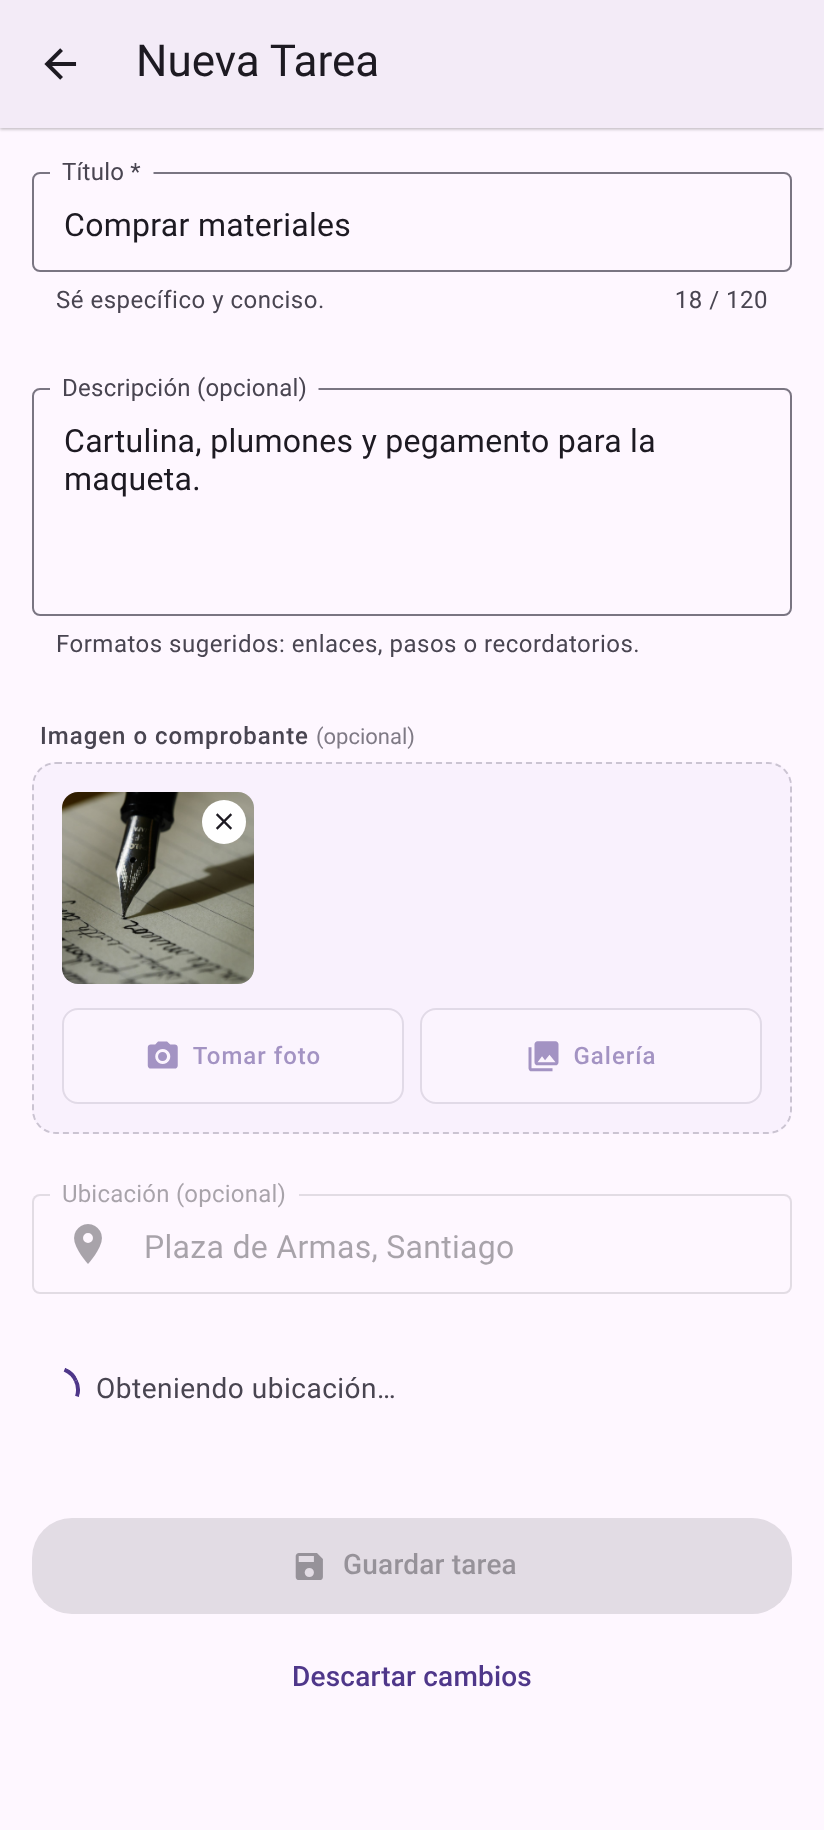 Nueva Tarea
Título *
Comprar materiales
Sé específico y conciso.
18 / 120
Descripción (opcional)
Cartulina, plumones y pegamento para la
maqueta.
Formatos sugeridos: enlaces, pasos o recordatorios.
Imagen o comprobante (opcional)
Tomar foto
Galería
Ubicación (opcional)
Plaza de Armas, Santiago
Obteniendo ubicación...
Guardar tarea
Descartar cambios